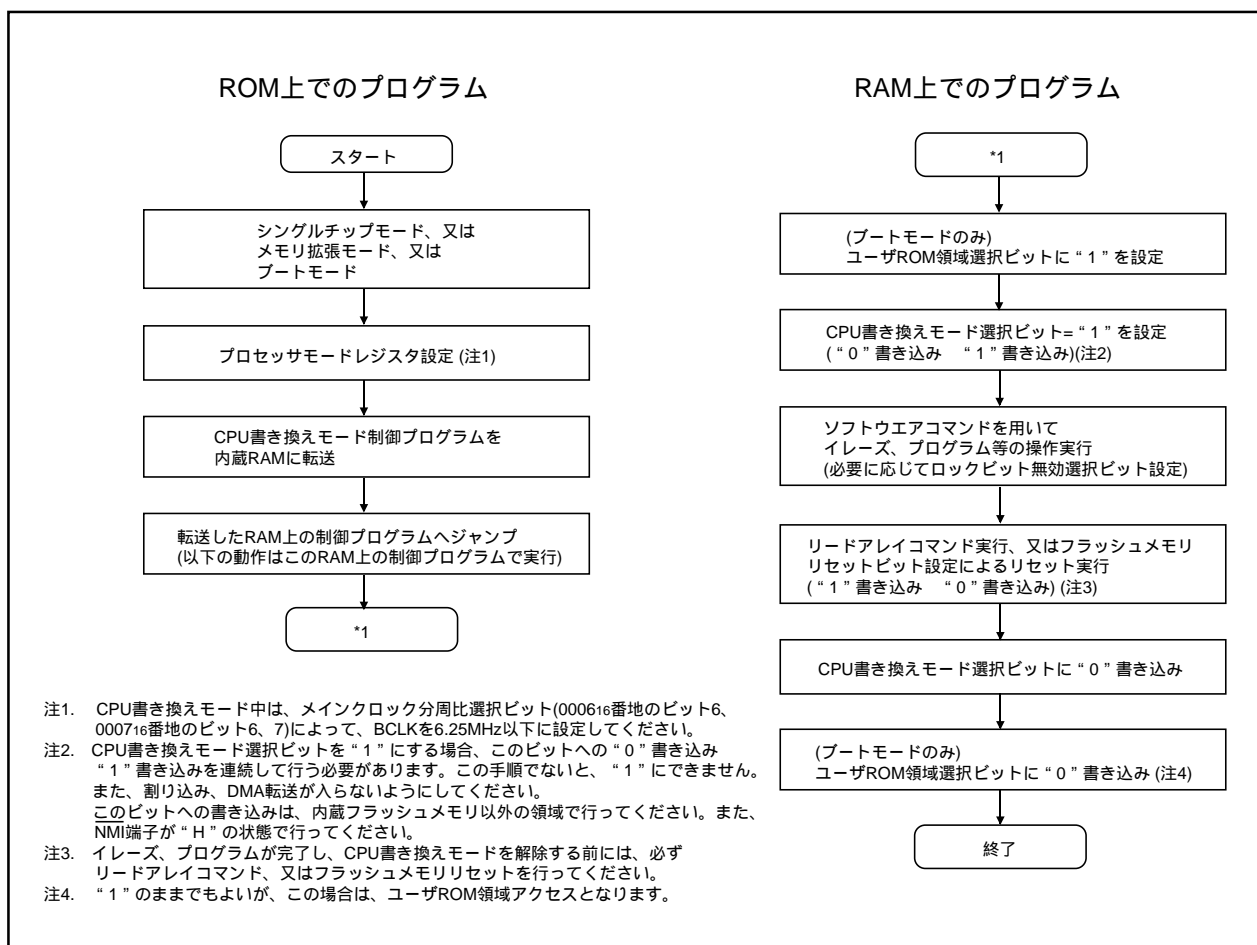 ROM上でのプログラム
スタート
シングルチップモード、又は
メモリ拡張モード、又は
ブートモード
プロセッサモードレジスタ設定 (注1)
CPU書き換えモード制御プログラムを
内蔵RAMに転送
転送したRAM上の制御プログラムへジャンプ
(以下の動作はこのRAM上の制御プログラムで実行)
*1
RAM上でのプログラム
*1
(ブートモードのみ)
ユーザROM領域選択ビットに“1”を設定
CPU書き換えモード選択ビット=“1”を設定
(“0”書き込み　“1”書き込み)(注2)
ソフトウエアコマンドを用いて
イレーズ、プログラム等の操作実行
(必要に応じてロックビット無効選択ビット設定)
リードアレイコマンド実行、又はフラッシュメモリ
リセットビット設定によるリセット実行
(“1”書き込み　“0”書き込み) (注3)
CPU書き換えモード選択ビットに“0”書き込み
(ブートモードのみ)
ユーザROM領域選択ビットに“0”書き込み (注4)
終了
注1. CPU書き換えモード中は、メインクロック分周比選択ビット(000616番地のビット6、
000716番地のビット6、7)によって、BCLKを6.25MHz以下に設定してください。
注2. CPU書き換えモード選択ビットを“1”にする場合、このビットへの“0”書き込み
“1”書き込みを連続して行う必要があります。この手順でないと、“1”にできません。
また、割り込み、DMA転送が入らないようにしてください。
このビットへの書き込みは、内蔵フラッシュメモリ以外の領域で行ってください。また、
NMI端子が“H”の状態で行ってください。
注3. イレーズ、プログラムが完了し、CPU書き換えモードを解除する前には、必ず
リードアレイコマンド、又はフラッシュメモリリセットを行ってください。
注4. “1”のままでもよいが、この場合は、ユーザROM領域アクセスとなります。